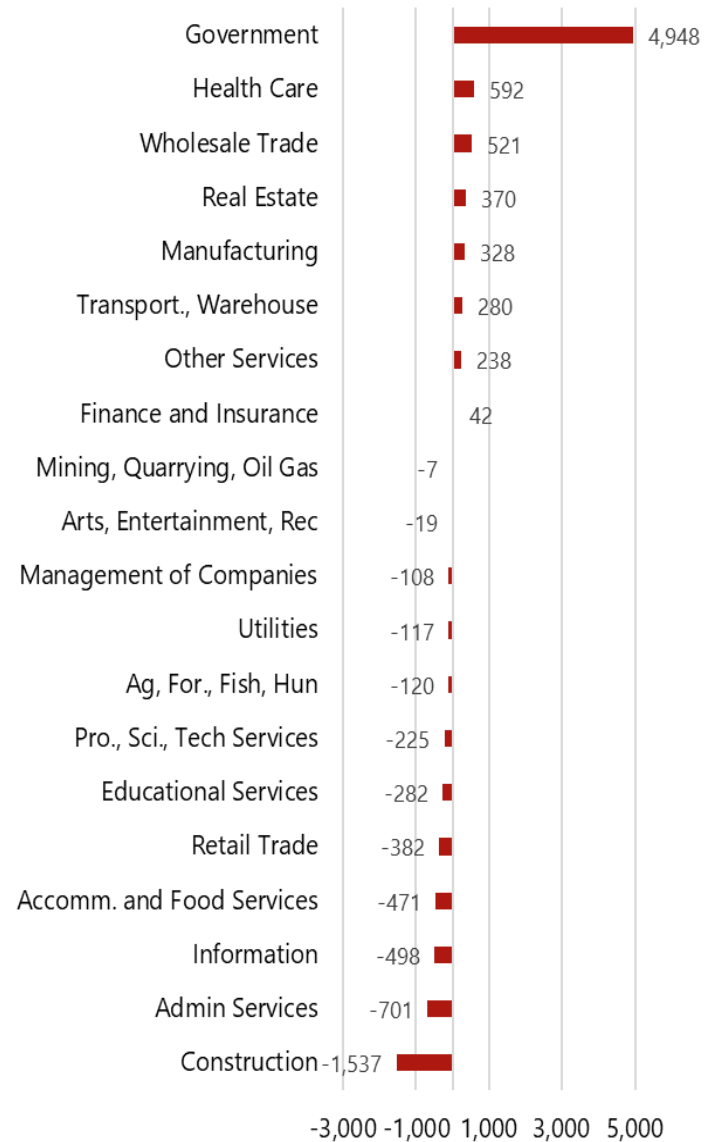 Government 4,948
Health Care 592
Wholesale Trade 521
Real Estate 370
Manufacturing 328
Transport., Warehouse 280
Other Services 238
Finance and Insurance 42
Mining, Quarrying, Oil Gas -7
Arts, Entertainment, Rec -19
Management of Companies -108
Utilities -117
Ag, For., Fish, Hun -120
Pro., Sci., Tech Services -225
Educational Services -282
Retail Trade -382
Accomm. and Food Services -471
Information -498
Admin Services -701
Construction -1,537
-3,000 -1,000 1,000 3,000 5,000